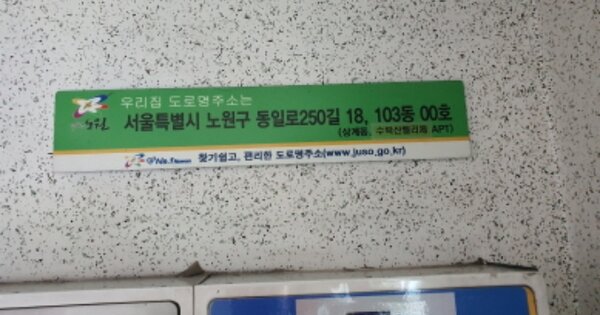 노원
우리집 도로명주소는
서울특별시 노원구 동일로250길 18, 103동 00호
(상계동, 수락산벨리체 APT)
찾기쉽고, 편리한 도로명주소(www.juso.go.kr)